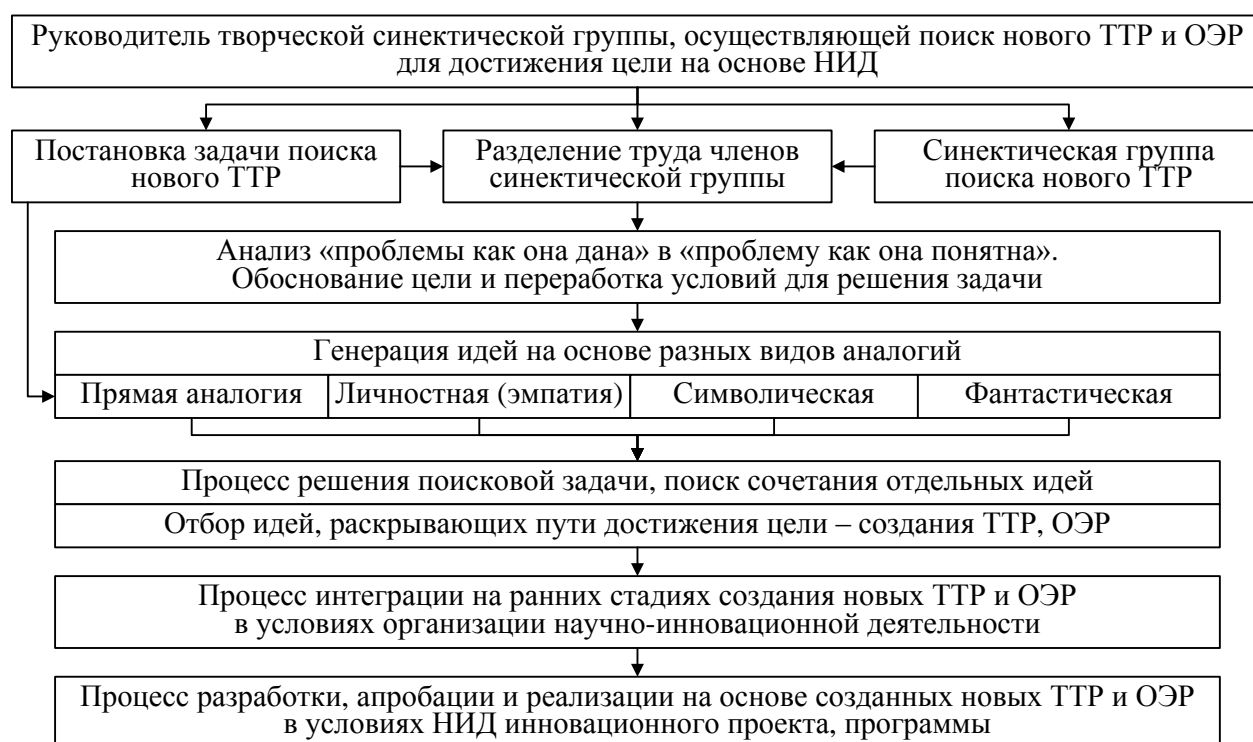 Руководитель творческой синектической группы, осуществляющей поиск нового ТТР и ОЭР
для достижения цели на основе НИД
Постановка задачи поиска
нового ТТР
Разделение труда членов
синектической группы
Синектическая группа
поиска нового ТТР
Анализ «проблемы как она дана» в «проблему как она понятна».
Обоснование цели и переработка условий для решения задачи
Генерация идей на основе разных видов аналогий
Прямая аналогия
Личностная (эмпатия)
Символическая
Фантастическая
Процесс решения поисковой задачи, поиск сочетания отдельных идей
Отбор идей, раскрывающих пути достижения цели – создания ТТР, ОЭР
Процесс интеграции на ранних стадиях создания новых ТТР и ОЭР
в условиях организации научно-инновационной деятельности
Процесс разработки, апробации и реализации на основе созданных новых ТТР и ОЭР
в условиях НИД инновационного проекта, программы